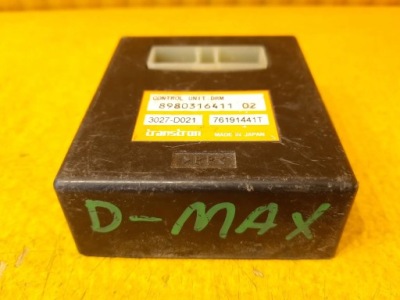 CONTROL UNIT DRM
8980316411 02
3027-D021 76191441T
transtron MADE IN JAPAN
D-MAX